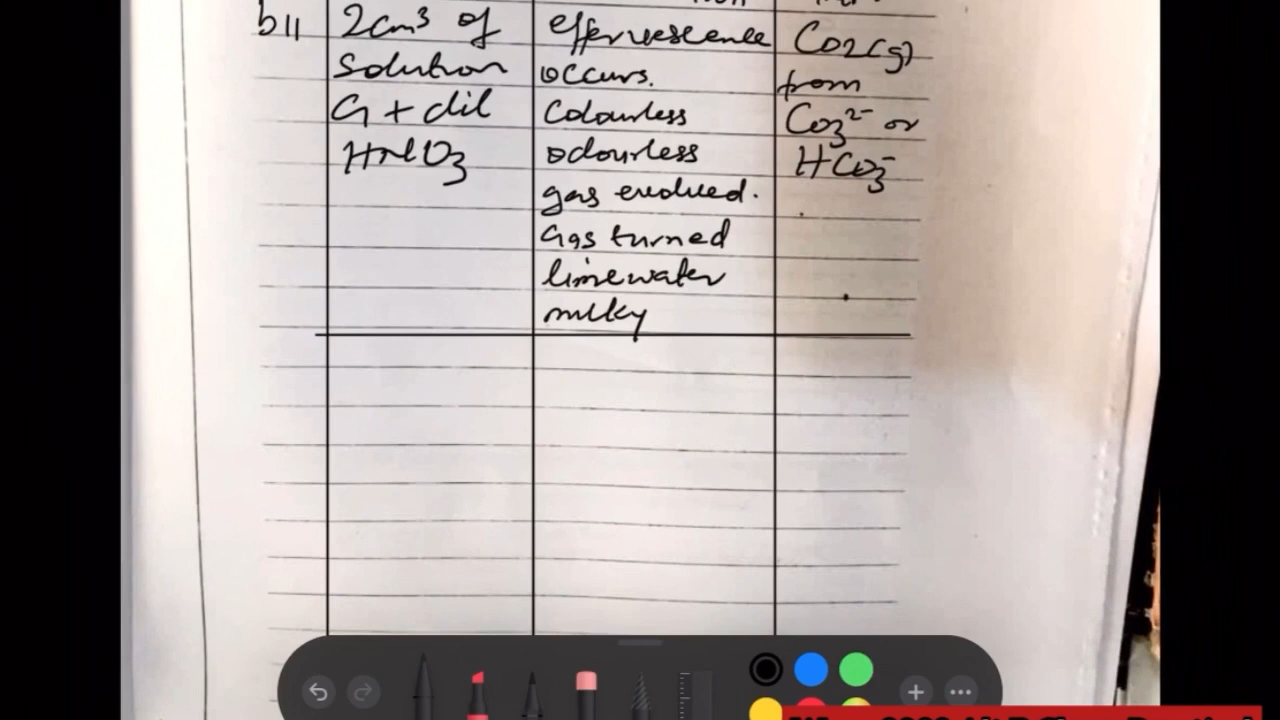 bII
2cm³ of
solution
G + dil
HNO3
effervescence
occurs.
Colourless
odourless
gas evolved.
Gas turned
limewater
milky
CO2(g)
from
CO3²⁻ or
HCO3⁻